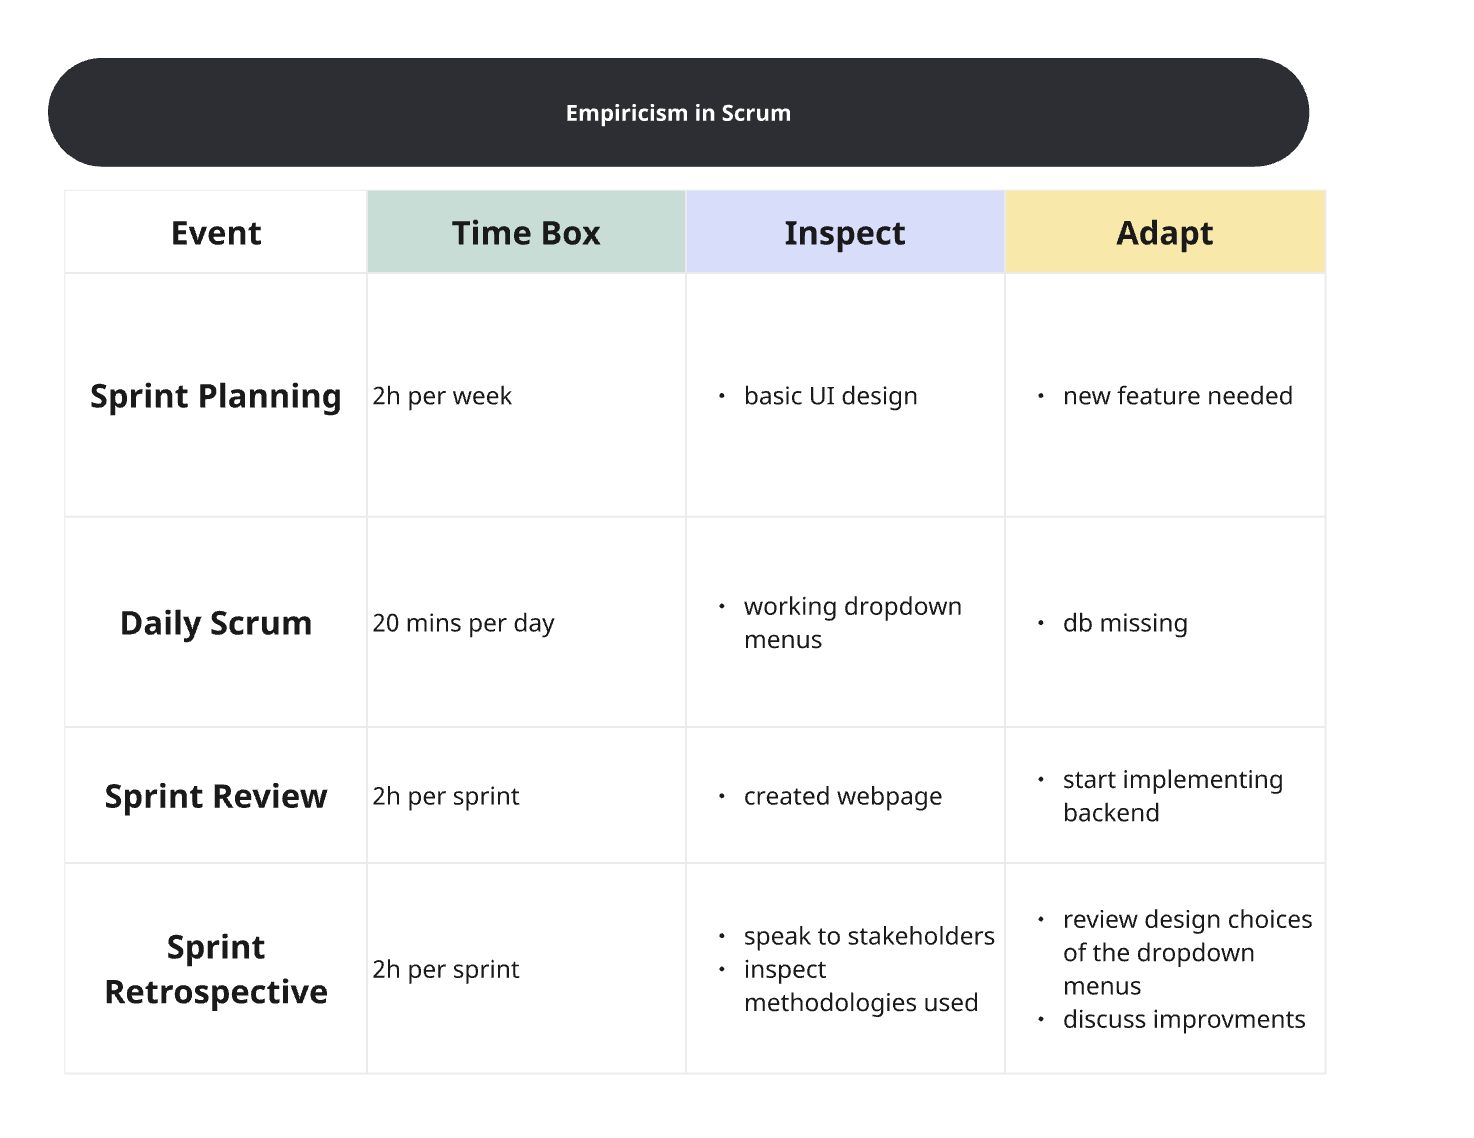 Empiricism in Scrum
Event
Time Box
Inspect
Adapt
Sprint Planning
2h per week
• basic UI design
• new feature needed
Daily Scrum
20 mins per day
• working dropdown
menus
• db missing
Sprint Review
2h per sprint
• created webpage
• start implementing
backend
Sprint
Retrospective
2h per sprint
• speak to stakeholders
• inspect
methodologies used
• review design choices
of the dropdown
menus
• discuss improvments